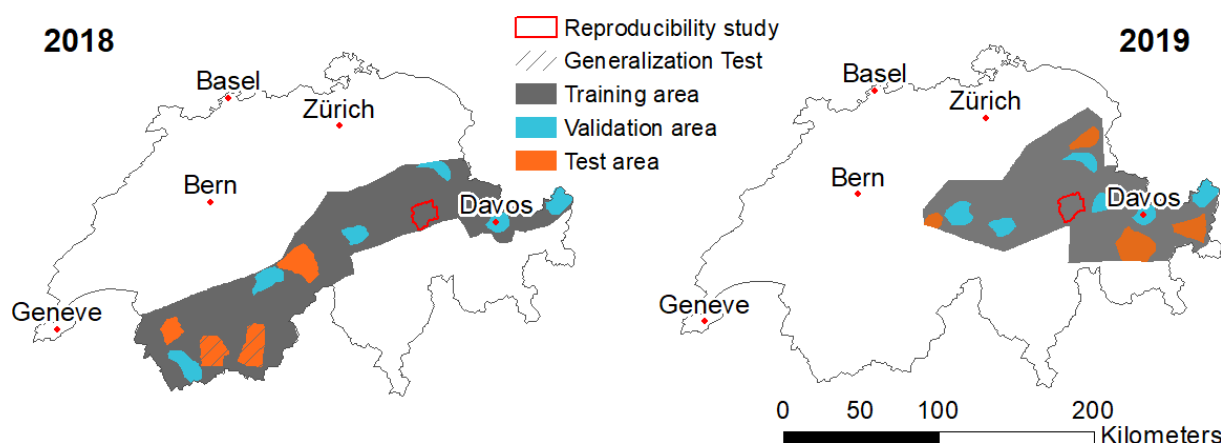 2018
Reproducibility study
Generalization Test
Training area
Validation area
Test area
2019
Basel
Zürich
Bern
Davos
Geneve
Basel
Zürich
Bern
Davos
Geneve
0 50 100 200
Kilometers